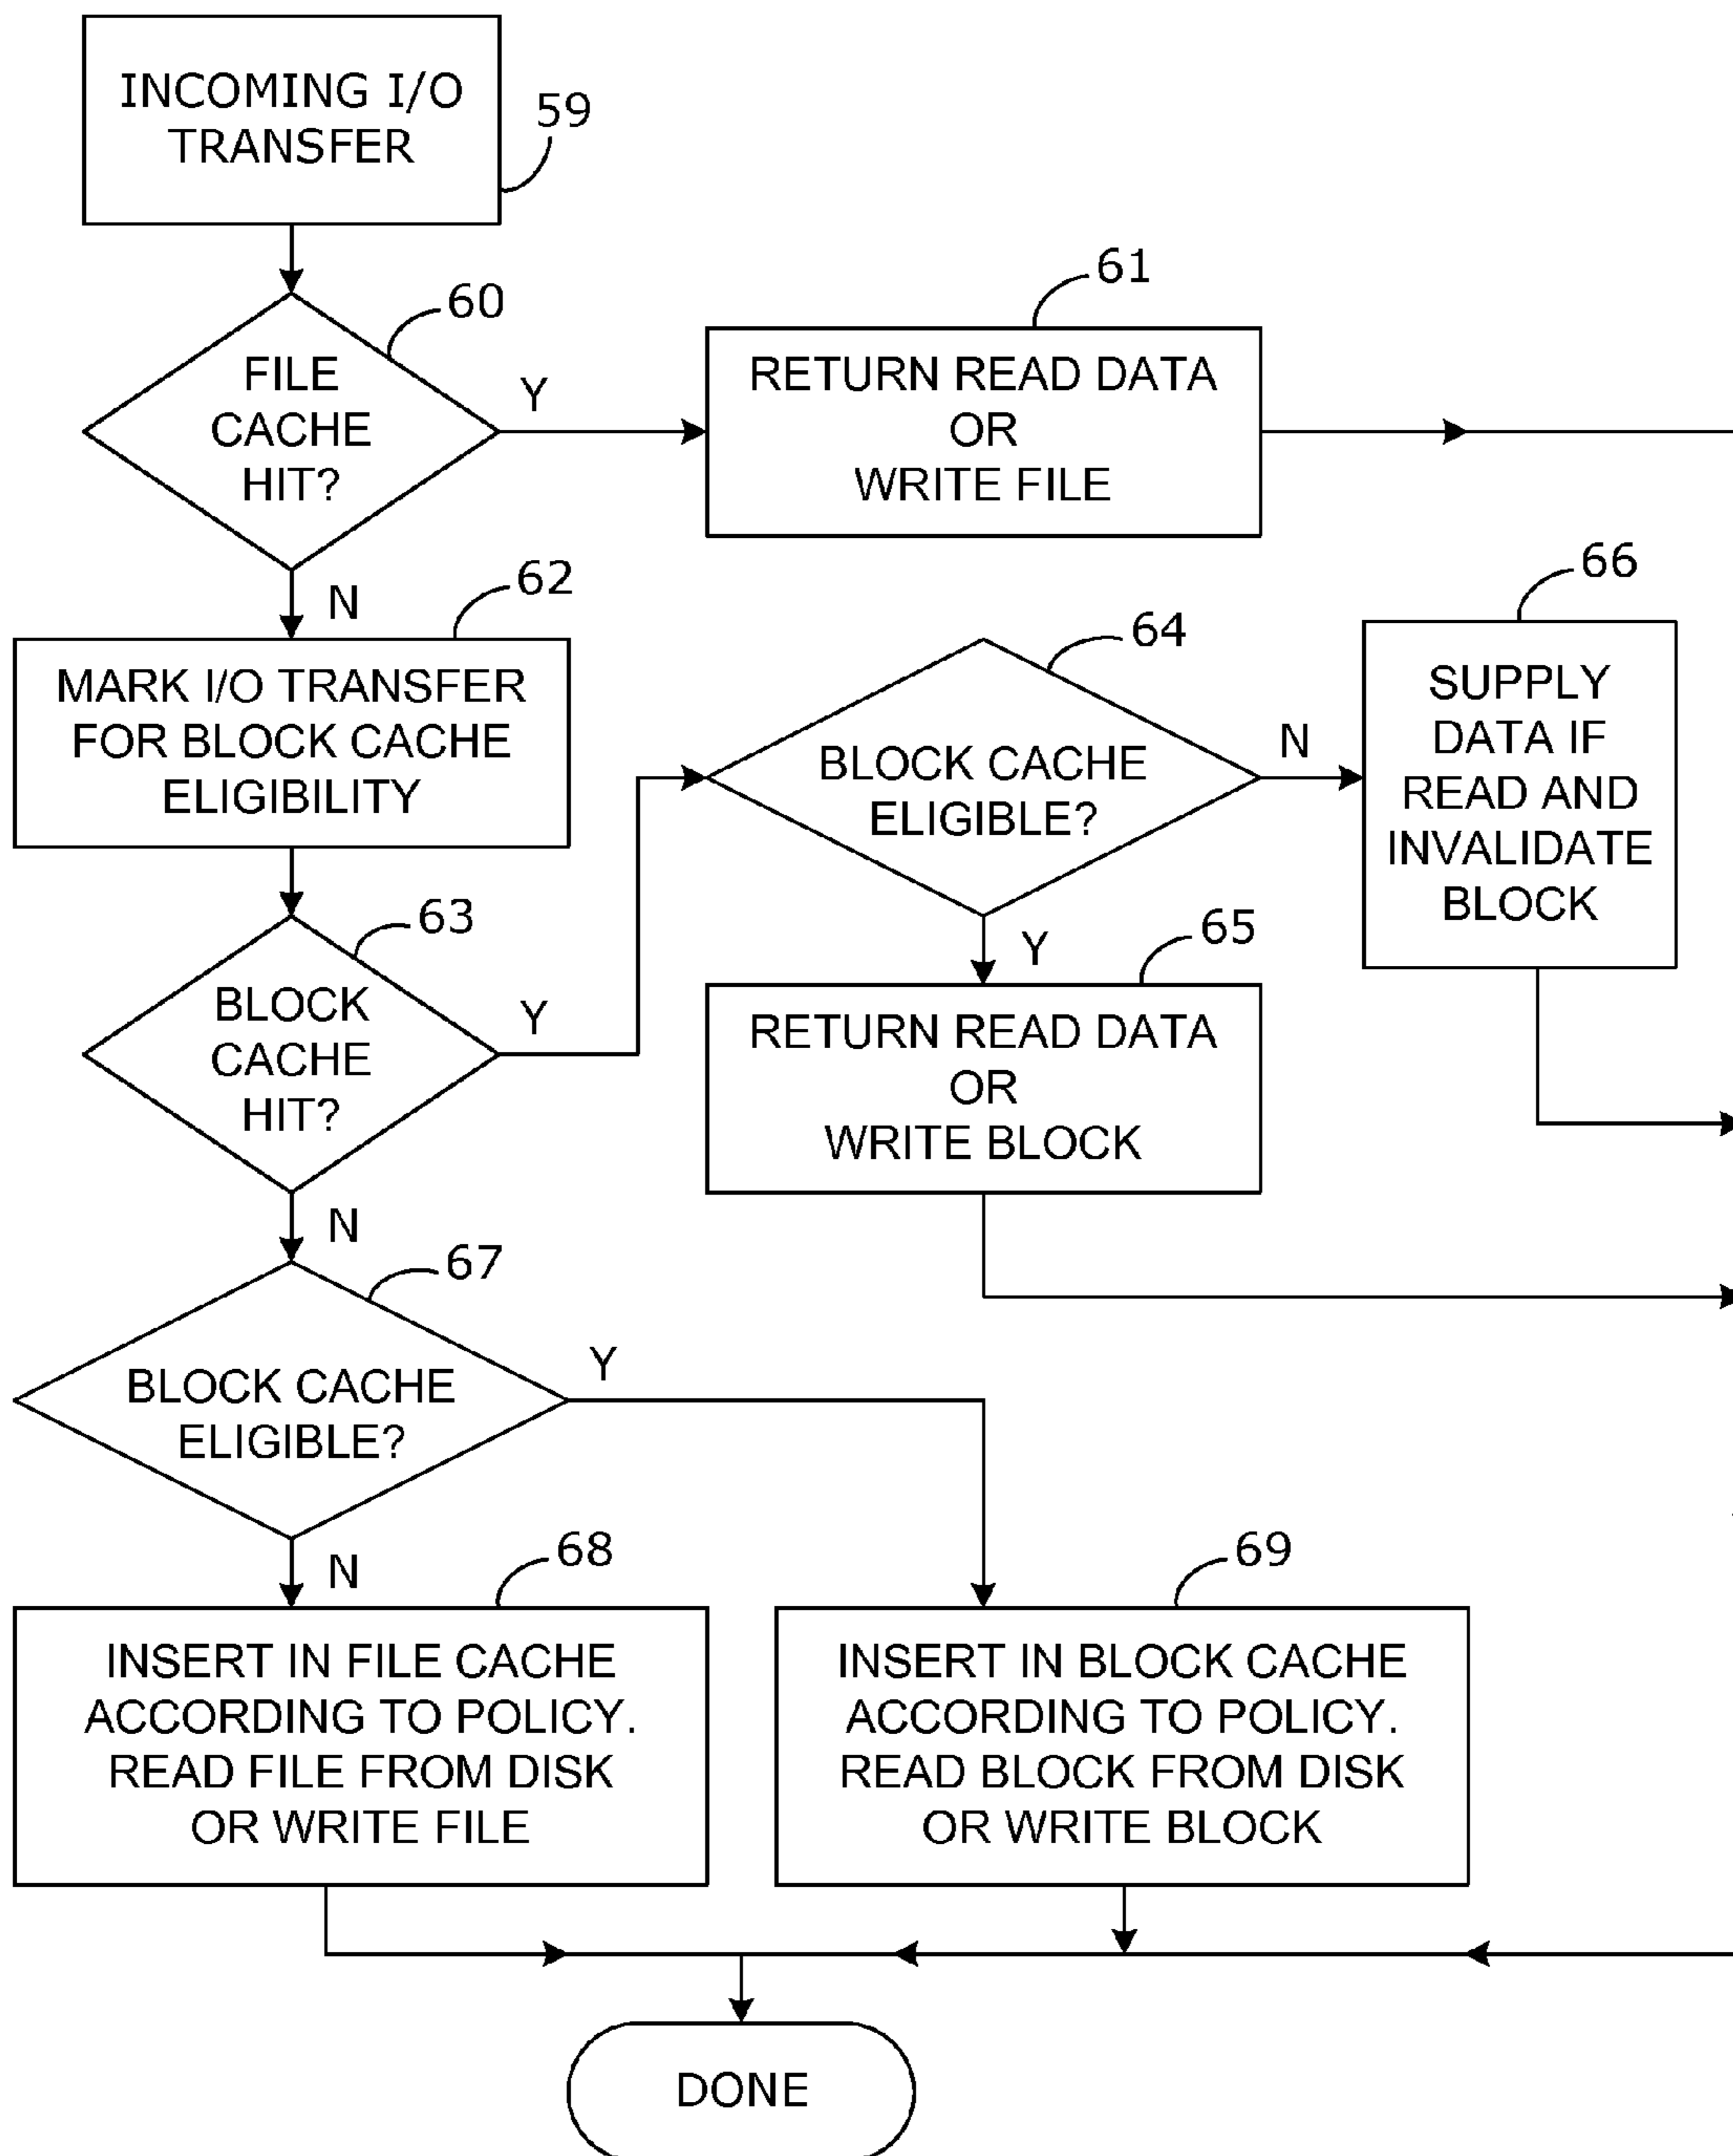 INCOMING I/O
TRANSFER
59
60
FILE
CACHE
HIT?
Y
N
61
RETURN READ DATA
OR
WRITE FILE
62
MARK I/O TRANSFER
FOR BLOCK CACHE
ELIGIBILITY
63
BLOCK
CACHE
HIT?
Y
N
64
BLOCK CACHE
ELIGIBLE?
N
Y
66
SUPPLY
DATA IF
READ AND
INVALIDATE
BLOCK
65
RETURN READ DATA
OR
WRITE BLOCK
67
BLOCK CACHE
ELIGIBLE?
Y
N
68
INSERT IN FILE CACHE
ACCORDING TO POLICY.
READ FILE FROM DISK
OR WRITE FILE
69
INSERT IN BLOCK CACHE
ACCORDING TO POLICY.
READ BLOCK FROM DISK
OR WRITE BLOCK
DONE